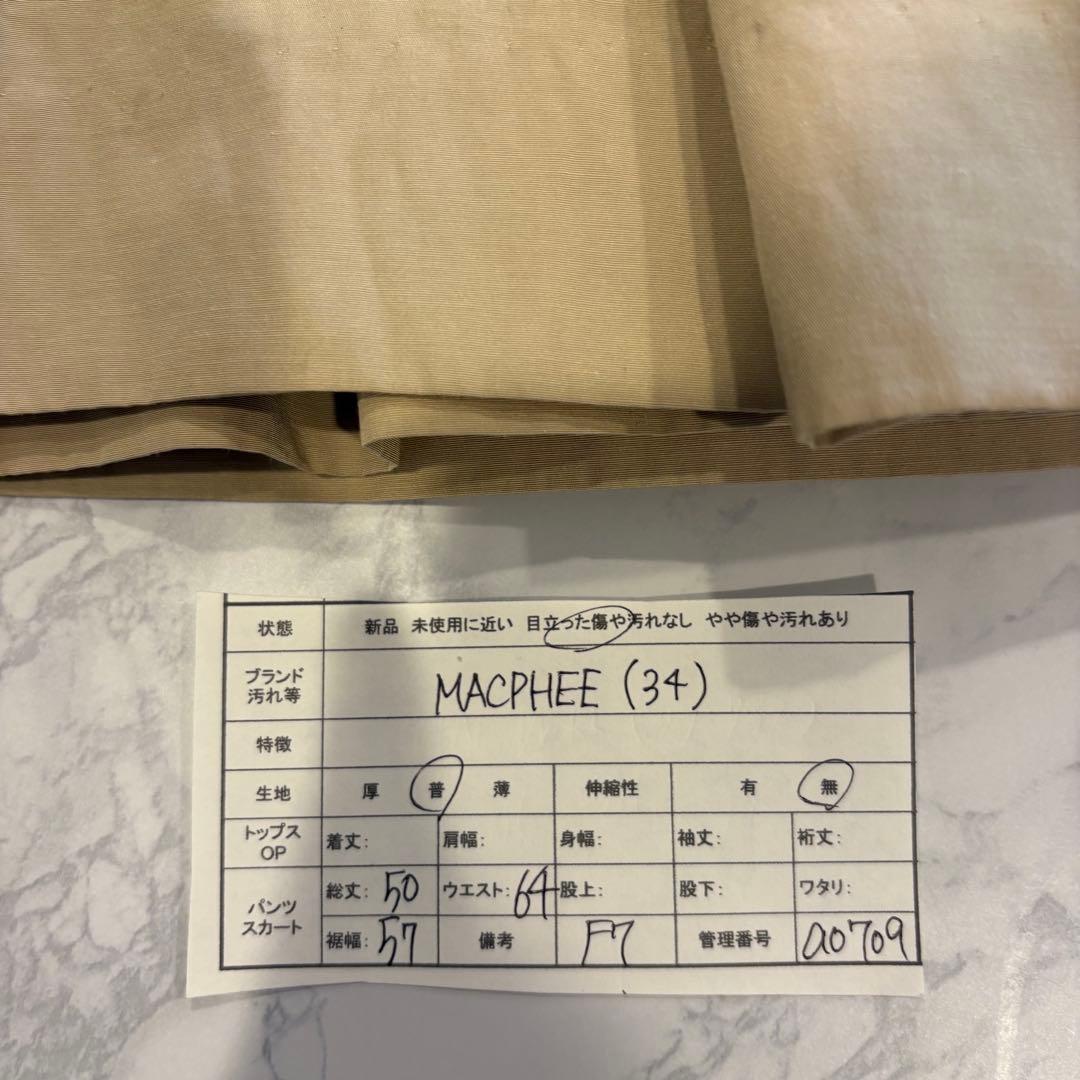 状態 新品 未使用に近い 目立った傷や汚れなし やや傷や汚れあり
ブランド 汚れ等 MACPHEE (34)
特徴
生地 厚 普 薄 伸縮性 有 無
トップス OP 着丈: 肩幅: 身幅: 袖丈: 裄丈:
パンツ スカート 総丈: 50 ウエスト: 64 股上: 股下: ワタリ:
裾幅: 57 備考 F7 管理番号 a0709